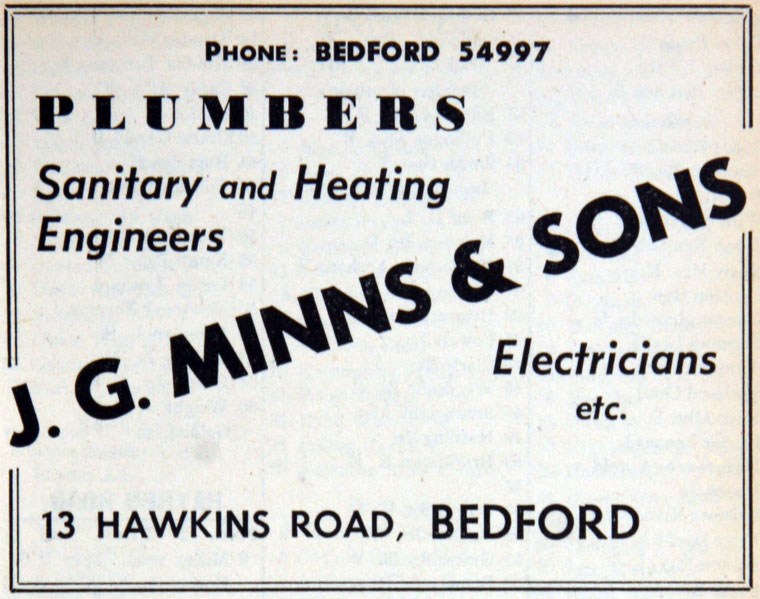 PHONE: BEDFORD 54997
PLUMBERS
Sanitary and Heating
Engineers
J. G. MINNS & SONS
Electricians
etc.
13 HAWKINS ROAD, BEDFORD